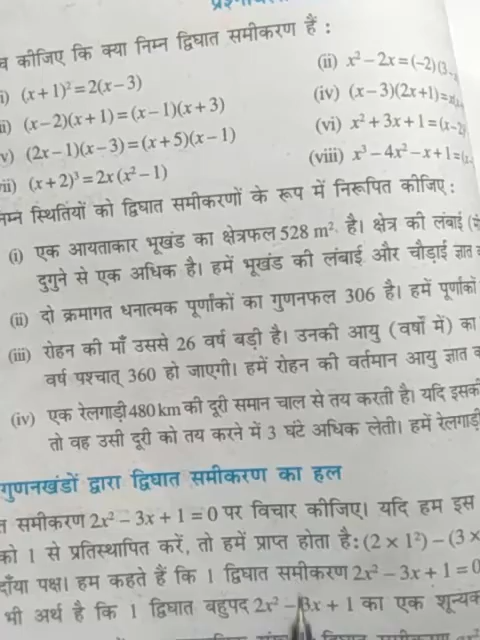 व कीजिए कि क्या निम्न द्विघात समीकरण हैं :
i) (x + 1)² = 2(x – 3)
(ii) x² – 2x = (–2)(3
ii) (x – 2)(x + 1) = (x – 1)(x + 3)
(iv) (x – 3)(2x + 1) =
v) (2x – 1)(x – 3) = (x + 5)(x – 1)
(vi) x² + 3x + 1 = (x –
ii) (x + 2)³ = 2x (x² – 1)
(viii) x³ – 4x² – x + 1 =
निम्न स्थितियों को द्विघात समीकरणों के रूप में निरूपित कीजिए :
(i) एक आयताकार भूखंड का क्षेत्रफल 528 m² है। क्षेत्र की लंबाई
दुगुने से एक अधिक है। हमें भूखंड की लंबाई और चौड़ाई ज्ञात
(ii) दो क्रमागत धनात्मक पूर्णांकों का गुणनफल 306 है। हमें पूर्णांकों
(iii) रोहन की माँ उससे 26 वर्ष बड़ी है। उनकी आयु (वर्षों में) का
वर्ष पश्चात् 360 हो जाएगी। हमें रोहन की वर्तमान आयु ज्ञात
(iv) एक रेलगाड़ी 480 km की दूरी समान चाल से तय करती है। यदि इसकी
तो वह उसी दूरी को तय करने में 3 घंटे अधिक लेती। हमें रेलगाड़ी
गुणनखंडों द्वारा द्विघात समीकरण का हल
त समीकरण 2x² – 3x + 1 = 0 पर विचार कीजिए। यदि हम इस
को 1 से प्रतिस्थापित करें, तो हमें प्राप्त होता है: (2 × 1²) – (3 ×
दाँया पक्ष। हम कहते हैं कि 1 द्विघात समीकरण 2x² – 3x + 1 = 0
भी अर्थ है कि 1 द्विघात बहुपद 2x² – 3x + 1 का एक शून्यक